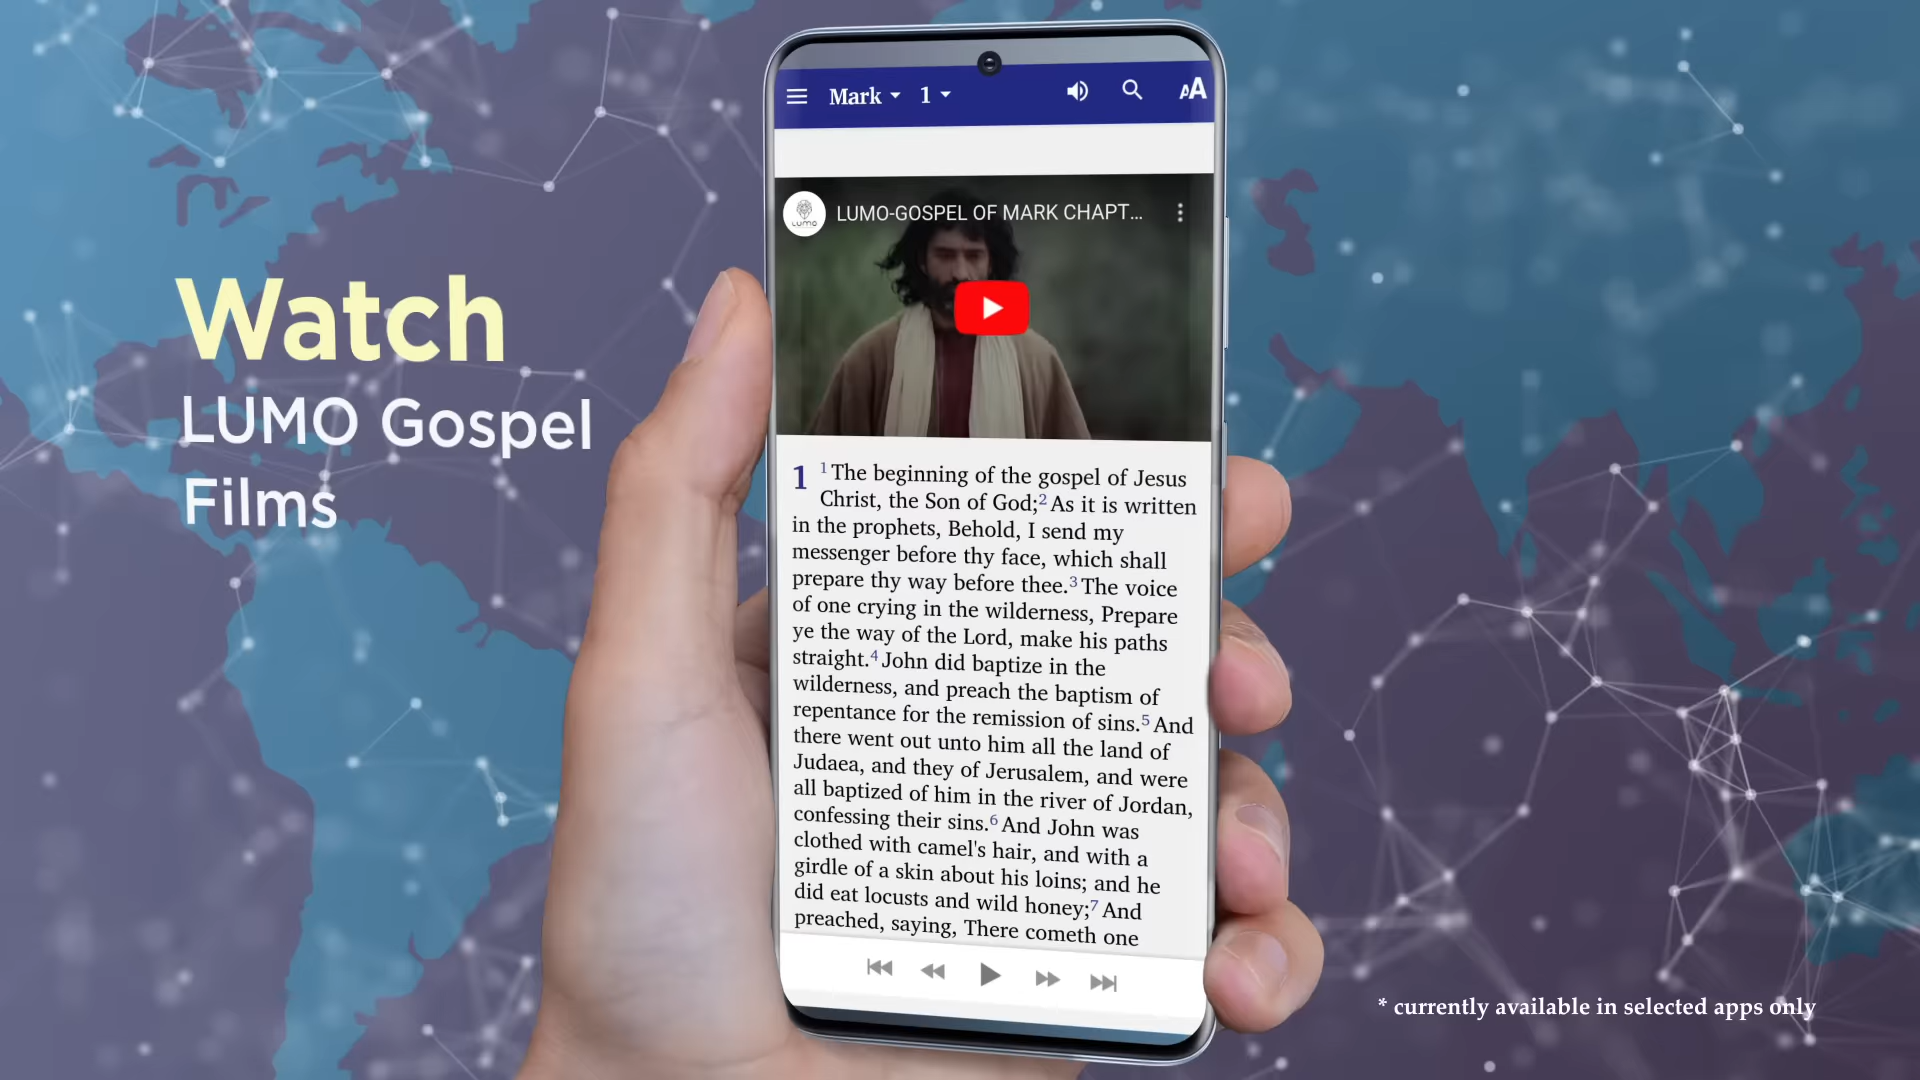 Watch
LUMO Gospel
Films
Mark 1
AA
LUMO
LUMO-GOSPEL OF MARK CHAPT...
1 1 The beginning of the gospel of Jesus
Christ, the Son of God;2 As it is written
in the prophets, Behold, I send my
messenger before thy face, which shall
prepare thy way before thee.3 The voice
of one crying in the wilderness, Prepare
ye the way of the Lord, make his paths
straight.4 John did baptize in the
wilderness, and preach the baptism of
repentance for the remission of sins.5 And
there went out unto him all the land of
Judaea, and they of Jerusalem, and were
all baptized of him in the river of Jordan,
confessing their sins.6 And John was
clothed with camel's hair, and with a
girdle of a skin about his loins; and he
did eat locusts and wild honey;7 And
preached, saying, There cometh one
* currently available in selected apps only